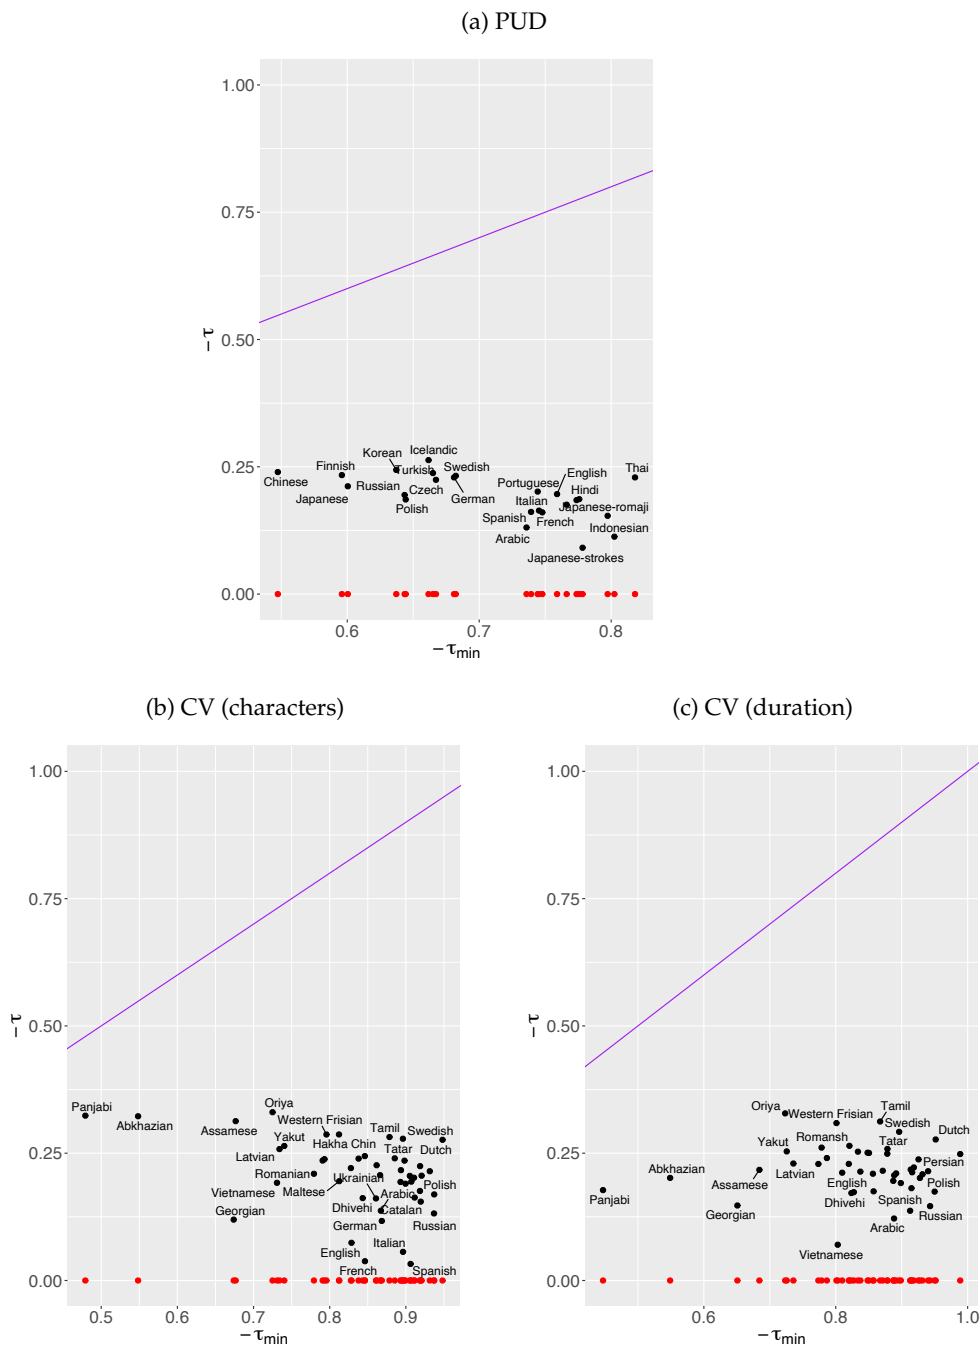 (a) PUD
1.00
0.75
0.50
0.25
0.00
−τ
Icelandic
Korean
Finnish
Turkish
Swedish
Thai
Chinese
English
Portuguese
Japanese
Russian
Czech
German
Hindi
Polish
Italian
Japanese-romaji
Spanish
French
Indonesian
Arabic
Japanese-strokes
0.6 0.7 0.8
−τmin
(b) CV (characters)
1.00
0.75
0.50
0.25
0.00
−τ
Panjabi
Oriya
Abkhazian
Western Frisian
Assamese
Tamil
Swedish
Yakut
Hakha Chin
Latvian
Tatar
Dutch
Romanian
Ukrainian
Vietnamese
Maltese
Arabic
Polish
Georgian
Dhivehi
Catalan
German
Russian
English
Italian
French
Spanish
0.5 0.6 0.7 0.8 0.9
−τmin
(c) CV (duration)
1.00
0.75
0.50
0.25
0.00
−τ
Oriya
Western Frisian
Tamil
Swedish
Yakut
Romansh
Tatar
Dutch
Abkhazian
Latvian
Persian
Assamese
English
Panjabi
Dhivehi
Spanish
Polish
Georgian
Arabic
Russian
Vietnamese
0.6 0.8 0.9 1.0
−τmin